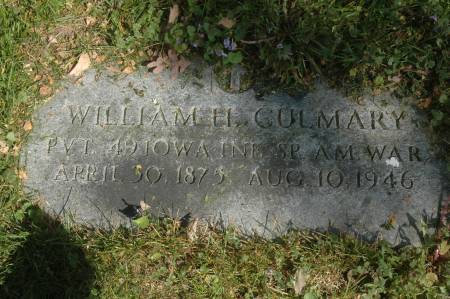 WILLIAM H. CULMARY
PVT. 49 IOWA INF. SP. AM. WAR
APRIL 30, 1875 AUG. 10, 1946